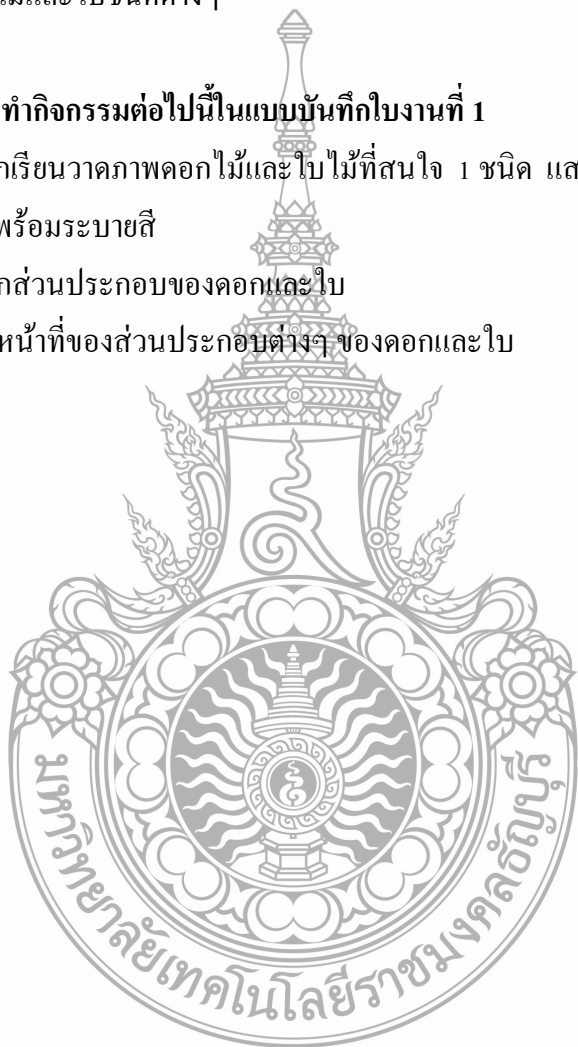 และใบชนิดต่างๆ
ทำกิจกรรมต่อไปนี้ในแบบบันทึกใบงานที่ 1
เรียนวาดภาพดอกไม้และใบไม้ที่สนใจ 1 ชนิด
พร้อมระบายสี
ส่วนประกอบของดอกและใบ
หน้าที่ของส่วนประกอบต่างๆ ของดอกและใบ
มหาวิทยาลัยเทคโนโลยีราชมงคลธัญบุรี